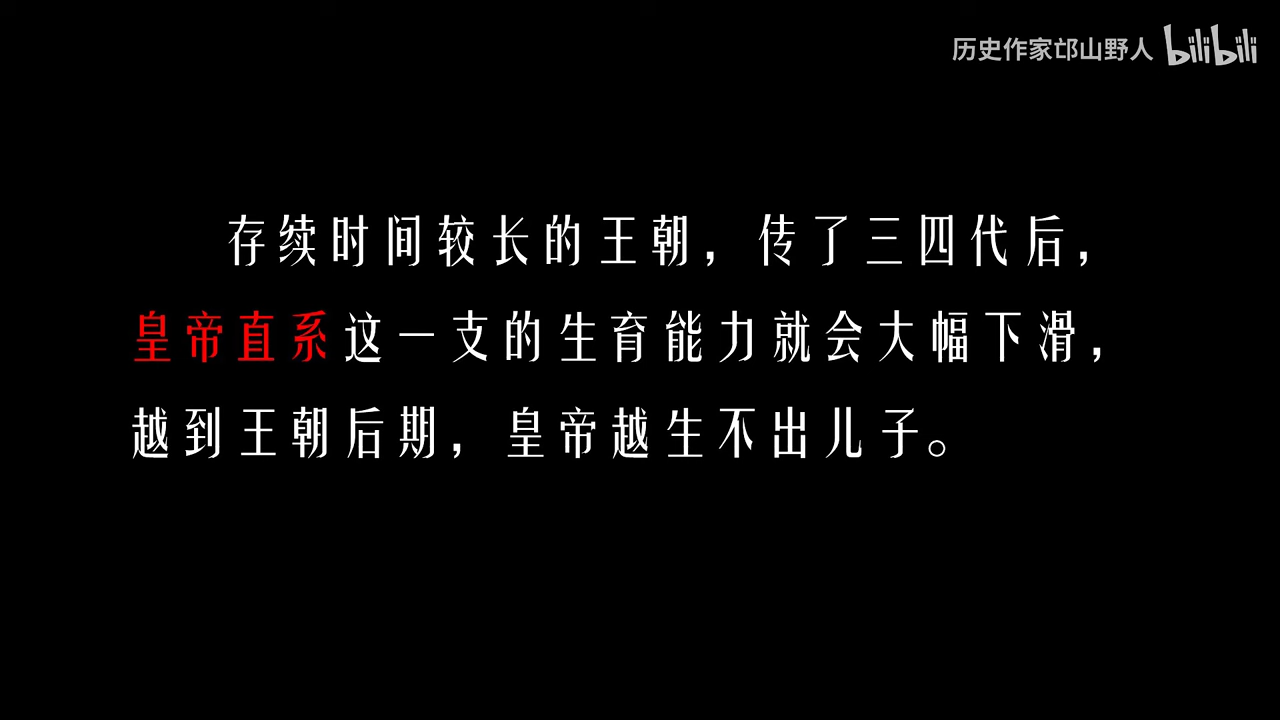 历史作家邙山野人 bilibili
存续时间较长的王朝，传了三四代后，
皇帝直系这一支的生育能力就会大幅下滑，
越到王朝后期，皇帝越生不出儿子。